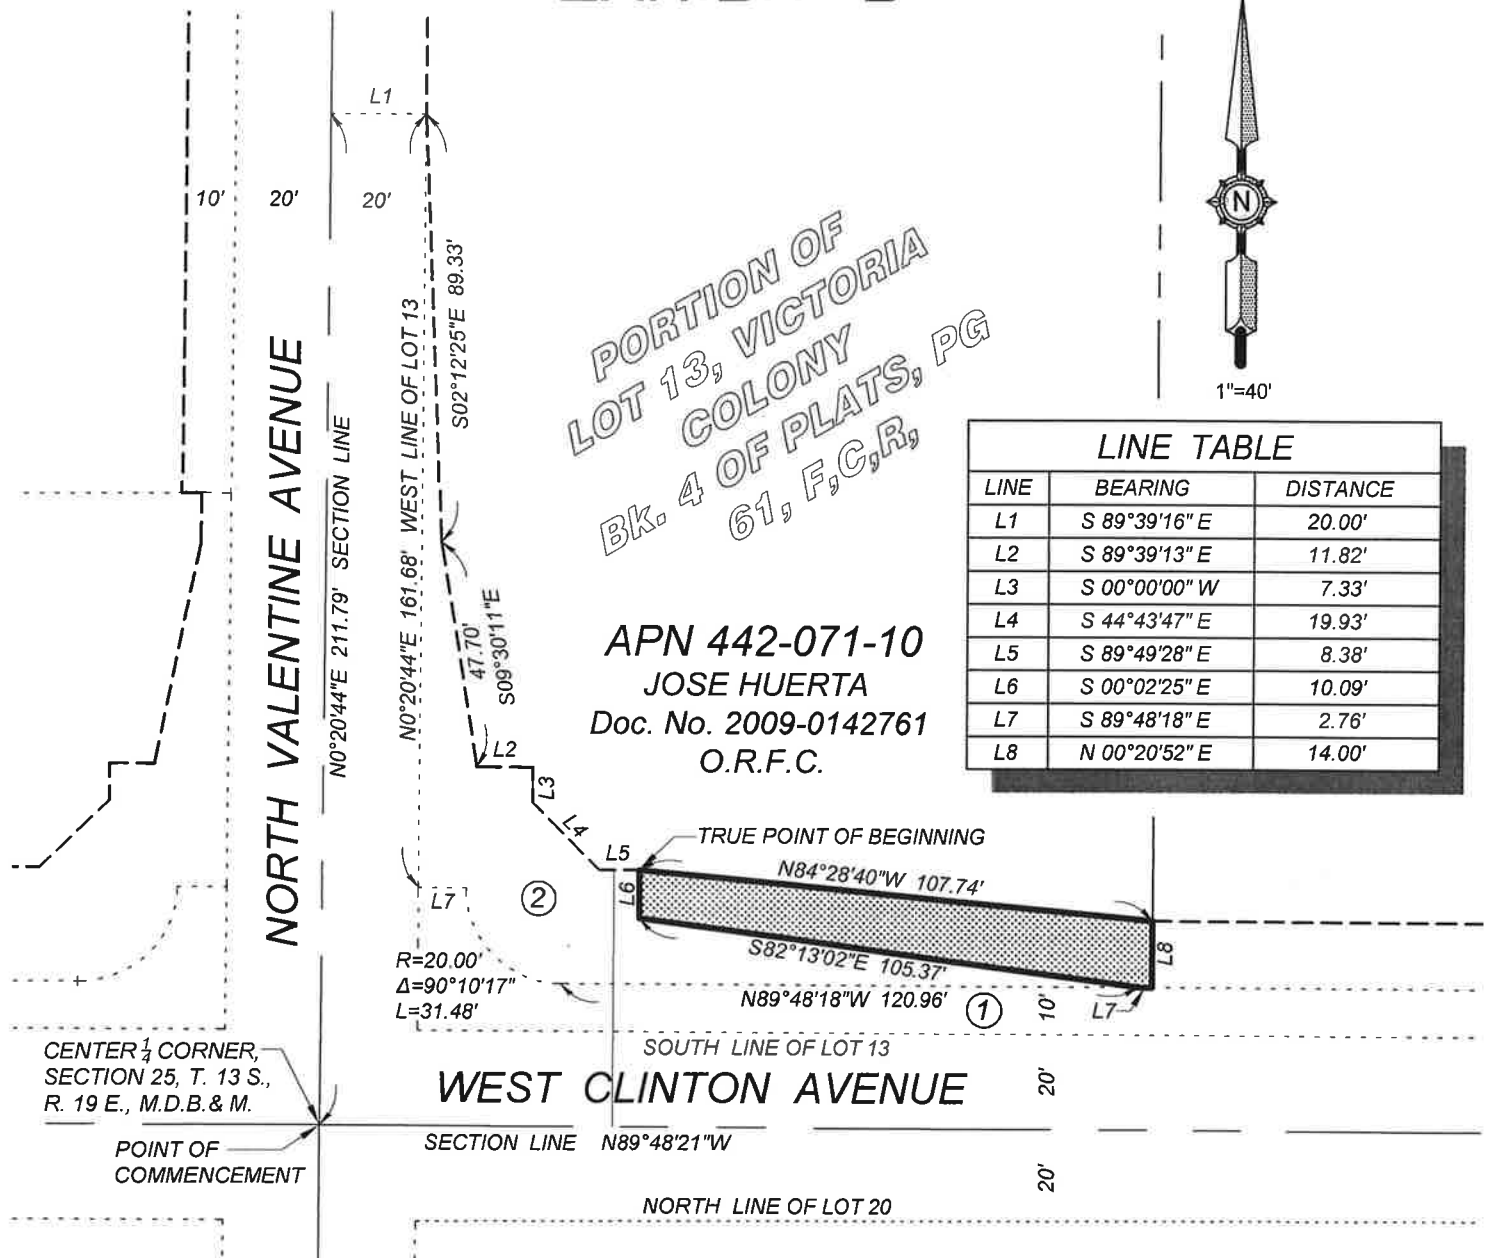 L1
10'
20'
20'
N
1"=40'
PORTION OF
LOT 13, VICTORIA
COLONY
Bk. 4 OF PLATS, PG
61, F,C,R,
S02°12'25"E 89.33'
N0°20'44"E 161.68' WEST LINE OF LOT 13
N0°20'44"E 211.79' SECTION LINE
NORTH VALENTINE AVENUE
47.70'
S09°30'11"E
LINE TABLE
LINE BEARING DISTANCE
L1 S 89°39'16" E 20.00'
L2 S 89°39'13" E 11.82'
L3 S 00°00'00" W 7.33'
L4 S 44°43'47" E 19.93'
L5 S 89°49'28" E 8.38'
L6 S 00°02'25" E 10.09'
L7 S 89°48'18" E 2.76'
L8 N 00°20'52" E 14.00'
APN 442-071-10
JOSE HUERTA
Doc. No. 2009-0142761
O.R.F.C.
L2
L3
L4
L5
TRUE POINT OF BEGINNING
N84°28'40"W 107.74'
L6
L7
2
S82°13'02"E 105.37'
L8
R=20.00'
Δ=90°10'17"
L=31.48'
N89°48'18"W 120.96'
1
10'
L7
SOUTH LINE OF LOT 13
CENTER 1/4 CORNER,
SECTION 25, T. 13 S.,
R. 19 E., M.D.B.& M.
WEST CLINTON AVENUE
20'
POINT OF
COMMENCEMENT
SECTION LINE N89°48'21"W
20'
NORTH LINE OF LOT 20